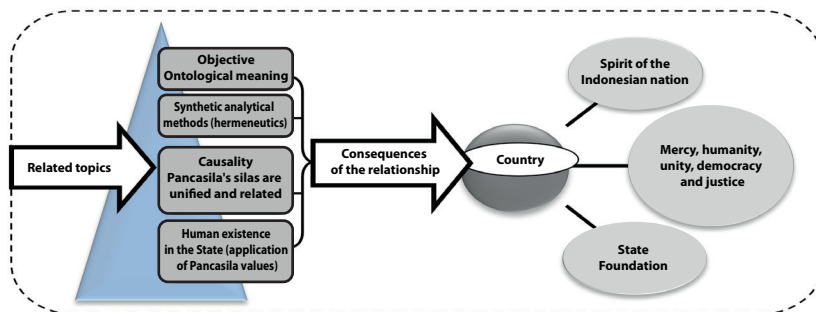 Related topics
Objective
Ontological meaning
Synthetic analytical
methods (hermeneutics)
Causality
Pancasila's silas are
unified and related
Human existence
in the State (application
of Pancasila values)
Consequences
of the relationship
Country
Spirit of the
Indonesian nation
Mercy, humanity,
unity, democracy
and justice
State
Foundation